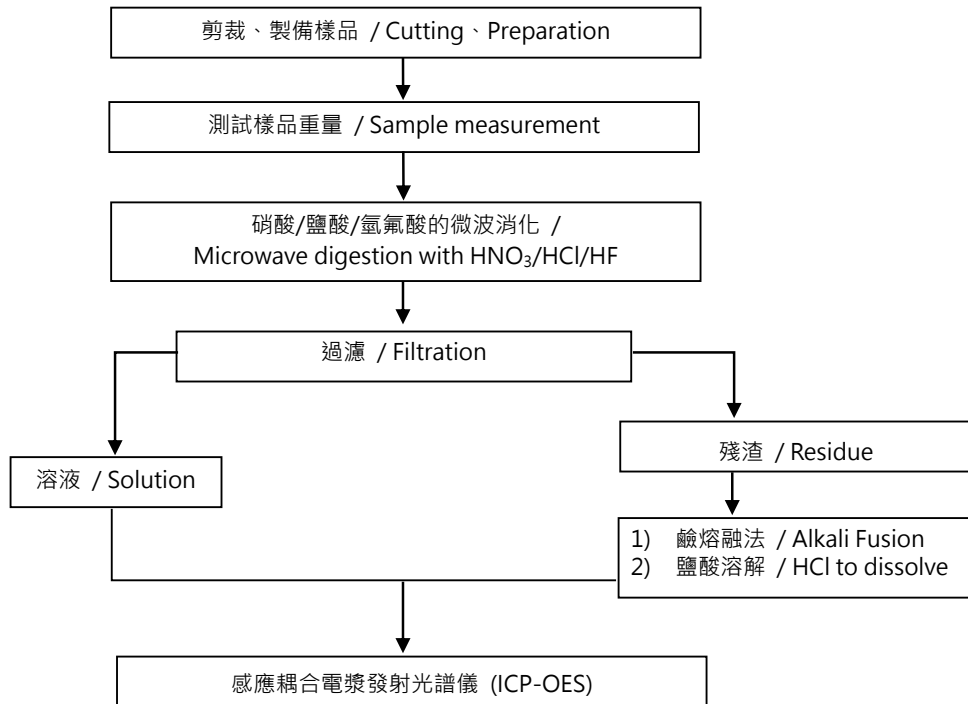 剪裁、製備樣品 / Cutting、Preparation
測試樣品重量 / Sample measurement
硝酸/鹽酸/氫氟酸的微波消化 /
Microwave digestion with HNO₃/HCl/HF
過濾 / Filtration
溶液 / Solution
殘渣 / Residue
1) 鹼熔融法 / Alkali Fusion
2) 鹽酸溶解 / HCl to dissolve
感應耦合電漿發射光譜儀 (ICP-OES)